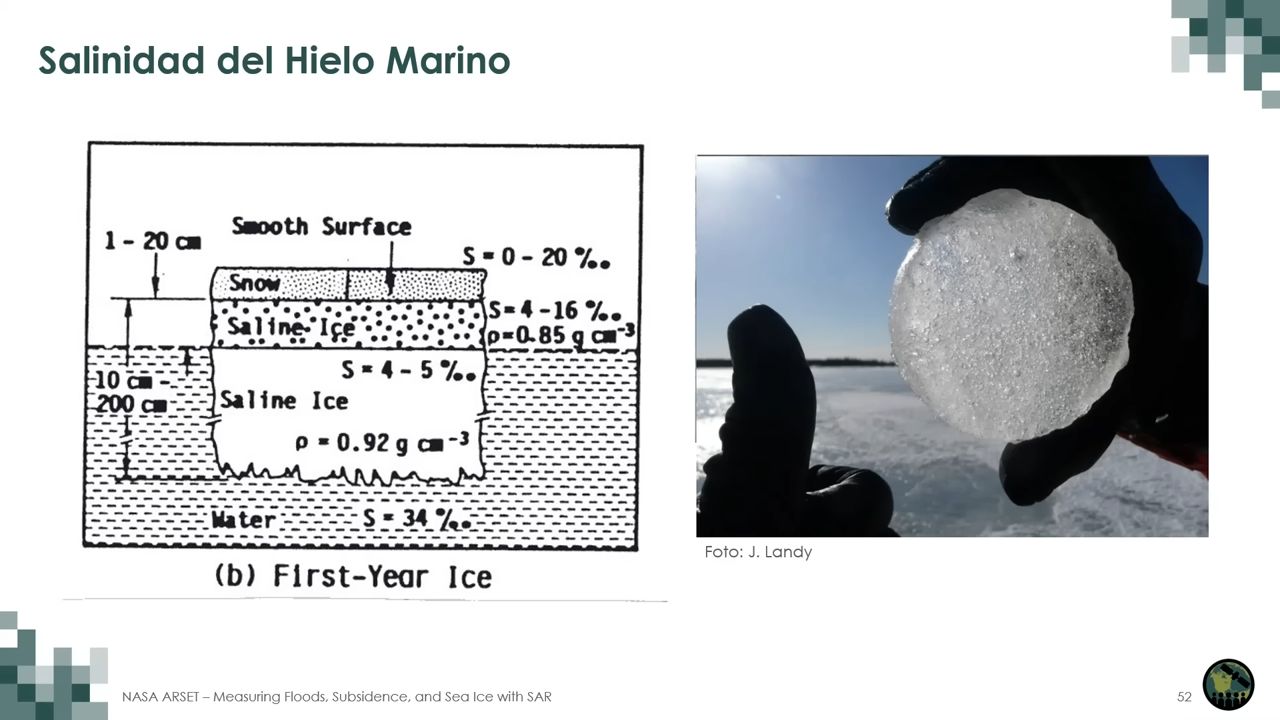 Salinidad del Hielo Marino
Smooth Surface
1 - 20 cm
S = 0 - 20 ‰
Snow
S = 4 - 16 ‰
Saline Ice
ρ = 0.85 g cm⁻³
S = 4 - 5 ‰
10 cm -
200 cm
Saline Ice
ρ = 0.92 g cm⁻³
Water
S = 34 ‰
(b) First-Year Ice
Foto: J. Landy
NASA ARSET – Measuring Floods, Subsidence, and Sea Ice with SAR
52